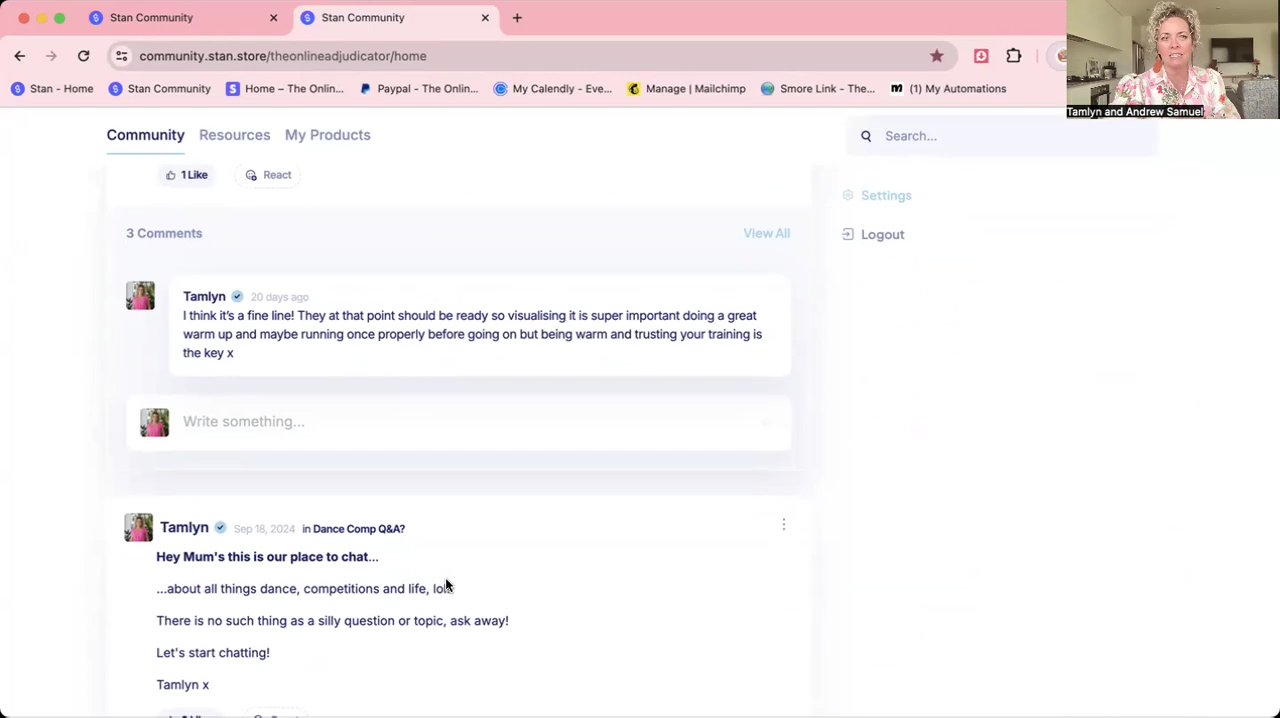 Stan Community
Stan Community
community.stan.store/theonlineadjudicator/home
Stan - Home
Stan Community
Home – The Onlin...
Paypal - The Onlin...
My Calendly - Eve...
Manage | Mailchimp
Smore Link - The...
(1) My Automations
Tamlyn and Andrew Samuel
Community
Resources
My Products
Search...
1 Like
React
Settings
Logout
3 Comments
View All
Tamlyn
20 days ago
I think it's a fine line! They at that point should be ready so visualising it is super important doing a great
warm up and maybe running once properly before going on but being warm and trusting your training is
the key x
Write something...
Tamlyn
Sep 18, 2024
in Dance Comp Q&A?
Hey Mum's this is our place to chat...
...about all things dance, competitions and life,
There is no such thing as a silly question or topic, ask away!
Let's start chatting!
Tamlyn x